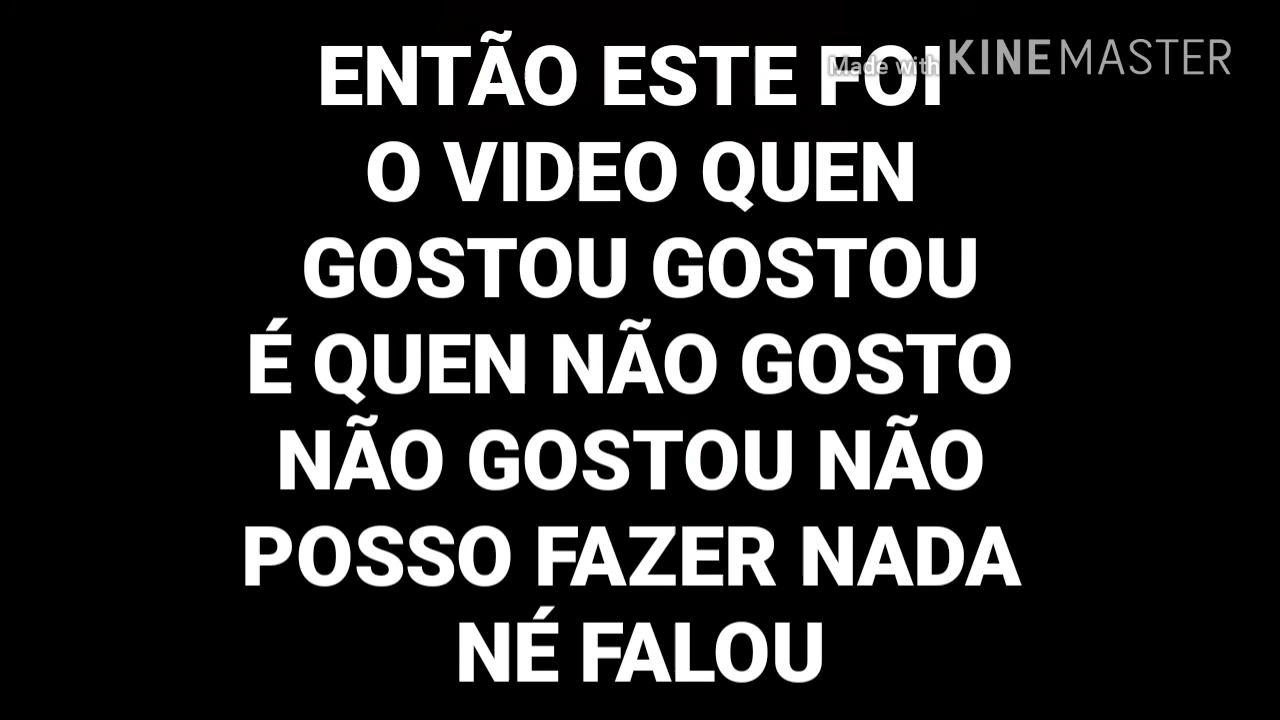 ENTÃO ESTE FOI
Made with KINEMASTER
O VIDEO QUEN
GOSTOU GOSTOU
É QUEN NÃO GOSTO
NÃO GOSTOU NÃO
POSSO FAZER NADA
NÉ FALOU